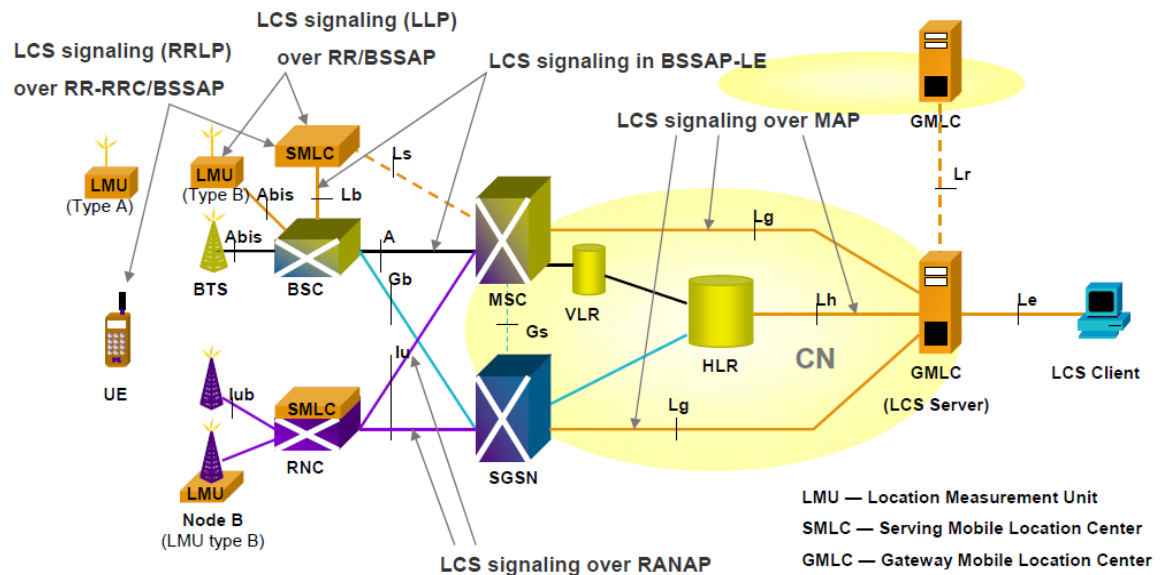 LCS signaling (RRLP)
over RR-RRC/BSSAP
LCS signaling (LLP)
over RR/BSSAP
LCS signaling in BSSAP-LE
GMLC
LCS signaling over MAP
SMLC
Ls
LMU
(Type A)
LMU
(Type B)
Abis
Lb
Lr
Lg
Abis
A
BTS
BSC
Gb
MSC
VLR
Gs
Lh
Le
HLR
CN
GMLC
(LCS Server)
LCS Client
UE
Iu
Iub
SMLC
RNC
Lg
SGSN
LMU
Node B
(LMU type B)
LCS signaling over RANAP
LMU — Location Measurement Unit
SMLC — Serving Mobile Location Center
GMLC — Gateway Mobile Location Center